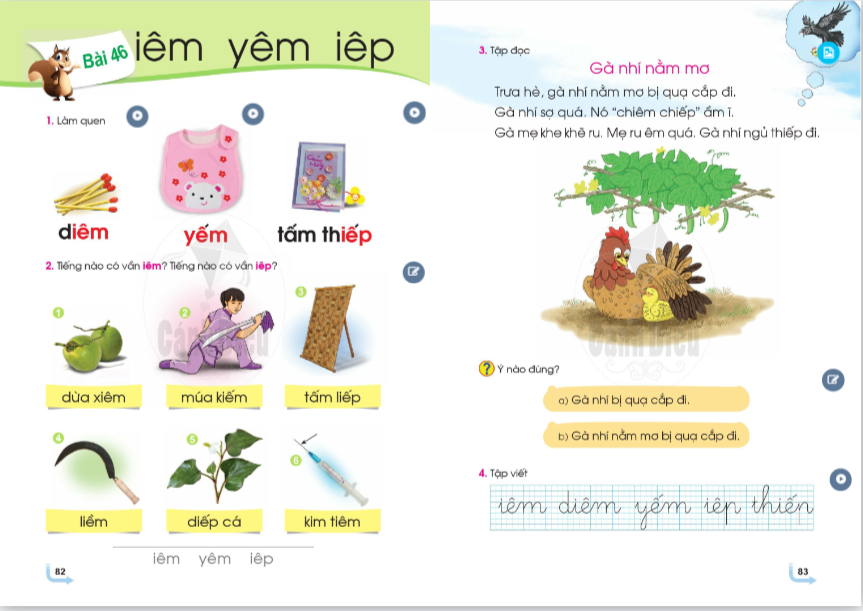 Bài 46
iêm yêm iêp
1. Làm quen
diêm
yếm
tấm thiếp
2. Tiếng nào có vần iêm? Tiếng nào có vần iêp?
1
2
3
dừa xiêm
múa kiếm
tấm liếp
4
5
6
liềm
diếp cá
kim tiêm
iêm yêm iêp
82
Cánh Diều
3. Tập đọc
Gà nhí nằm mơ
Trưa hè, gà nhí nằm mơ bị quạ cắp đi.
Gà nhí sợ quá. Nó “chiêm chiếp” ầm ĩ.
Gà mẹ khe khẽ ru. Mẹ ru êm quá. Gà nhí ngủ thiếp đi.
Cánh Diều
? Ý nào đúng?
a) Gà nhí bị quạ cắp đi.
b) Gà nhí nằm mơ bị quạ cắp đi.
4. Tập viết
iêm diêm yếm iêp thiếp
83